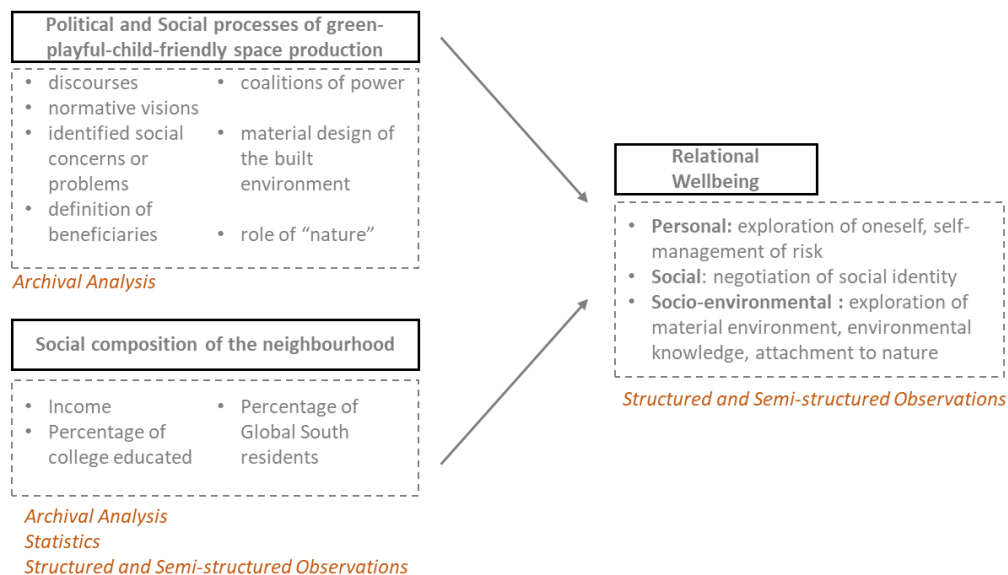 Political and Social processes of green-
playful-child-friendly space production
• discourses
• normative visions
• identified social
concerns or
problems
• definition of
beneficiaries
• coalitions of power
• material design of
the built
environment
• role of “nature”
Archival Analysis
Social composition of the neighbourhood
• Income
• Percentage of
college educated
• Percentage of
Global South
residents
Archival Analysis
Statistics
Structured and Semi-structured Observations
Relational
Wellbeing
• Personal: exploration of oneself, self-
management of risk
• Social: negotiation of social identity
• Socio-environmental : exploration of
material environment, environmental
knowledge, attachment to nature
Structured and Semi-structured Observations